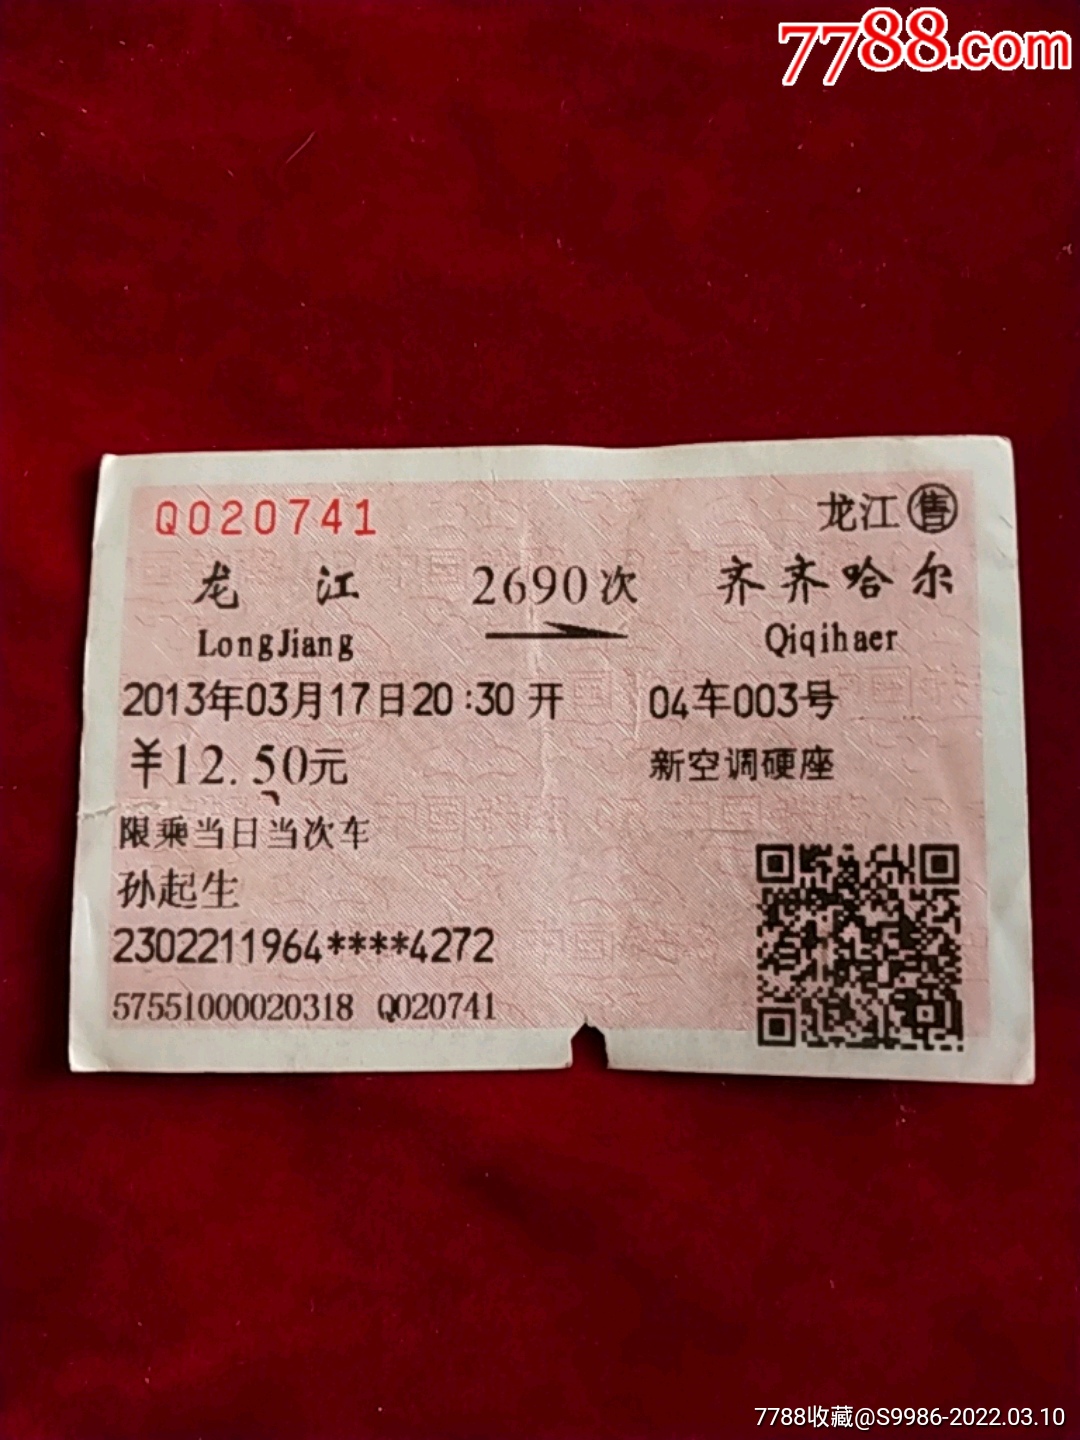 7788.com
Q020741
龙江售
龙江 2690次 齐齐哈尔
LongJiang Qiqihaer
2013年03月17日20:30开 04车003号
¥12.50元 新空调硬座
限乘当日当次车
孙起生
2302211964****4272
57551000020318 Q020741
7788收藏@S9986-2022.03.10